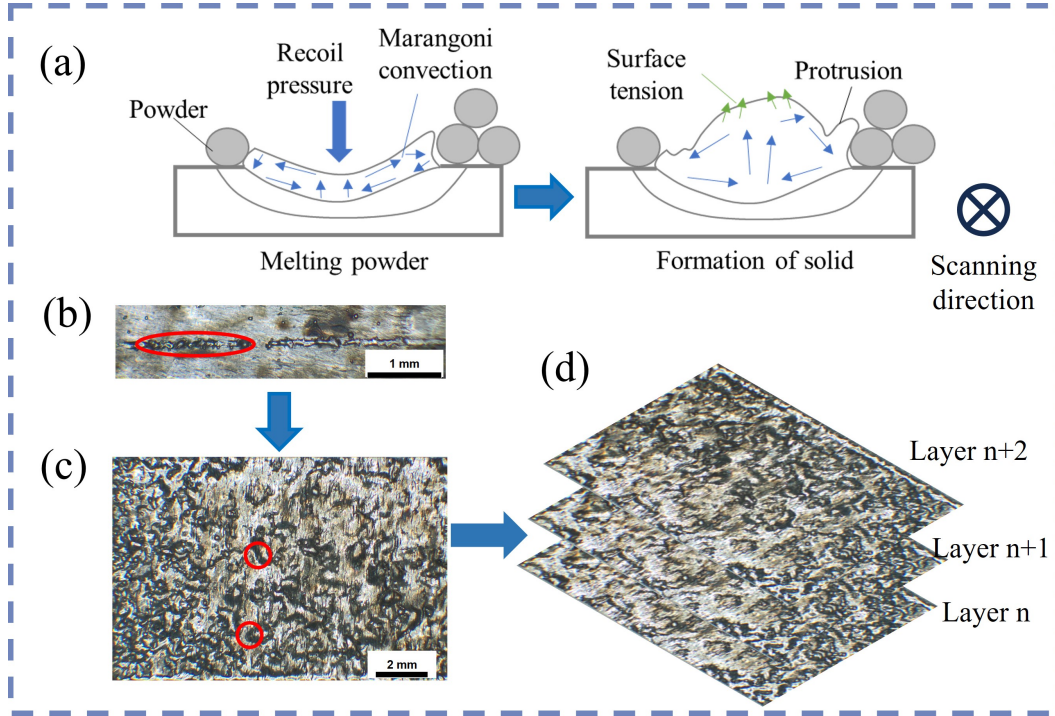 (a)
Recoil
pressure
Marangoni
convection
Powder
Melting powder
Surface
tension
Protrusion
Formation of solid
Scanning
direction
(b)
1 mm
(c)
2 mm
(d)
Layer n+2
Layer n+1
Layer n